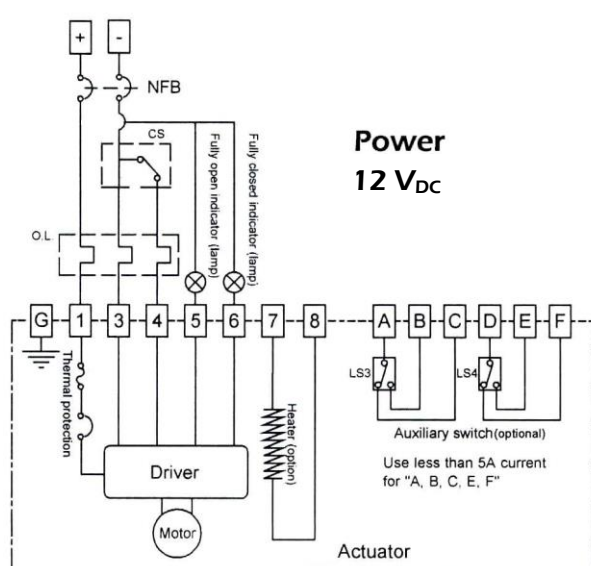 + -
NFB
CS
Power
12 VDC
Fully open indicator (lamp)
Fully closed indicator (lamp)
O.L.
G 1 3 4 5 6 7 8 A B C D E F
Thermal protection
Heater (option)
LS3
LS4
Auxiliary switch(optional)
Driver
Use less than 5A current
for "A, B, C, E, F"
Motor
Actuator